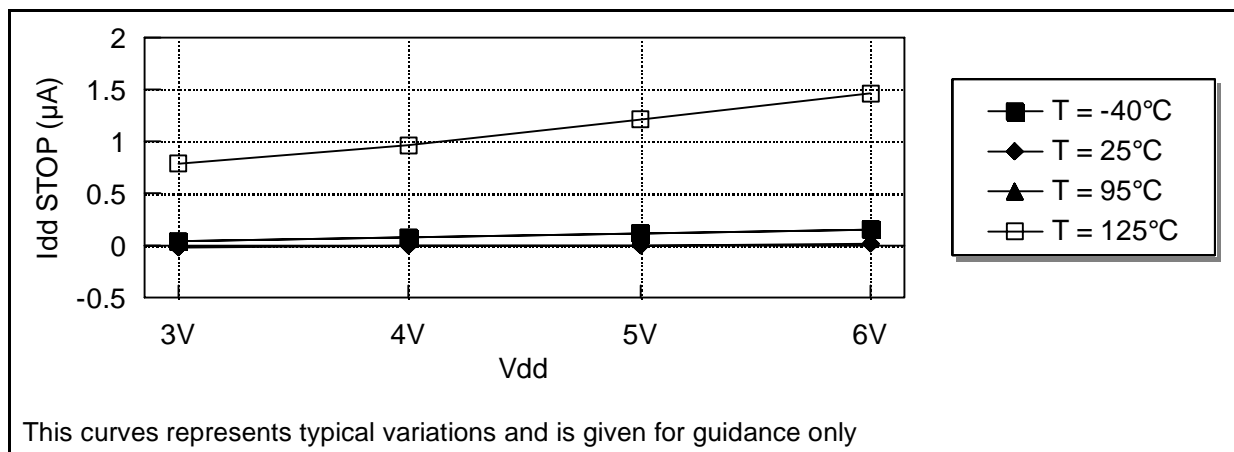 2
1.5
1
0.5
0
-0.5
Idd STOP (µA)
3V 4V 5V 6V
Vdd
T = -40°C
T = 25°C
T = 95°C
T = 125°C
This curves represents typical variations and is given for guidance only